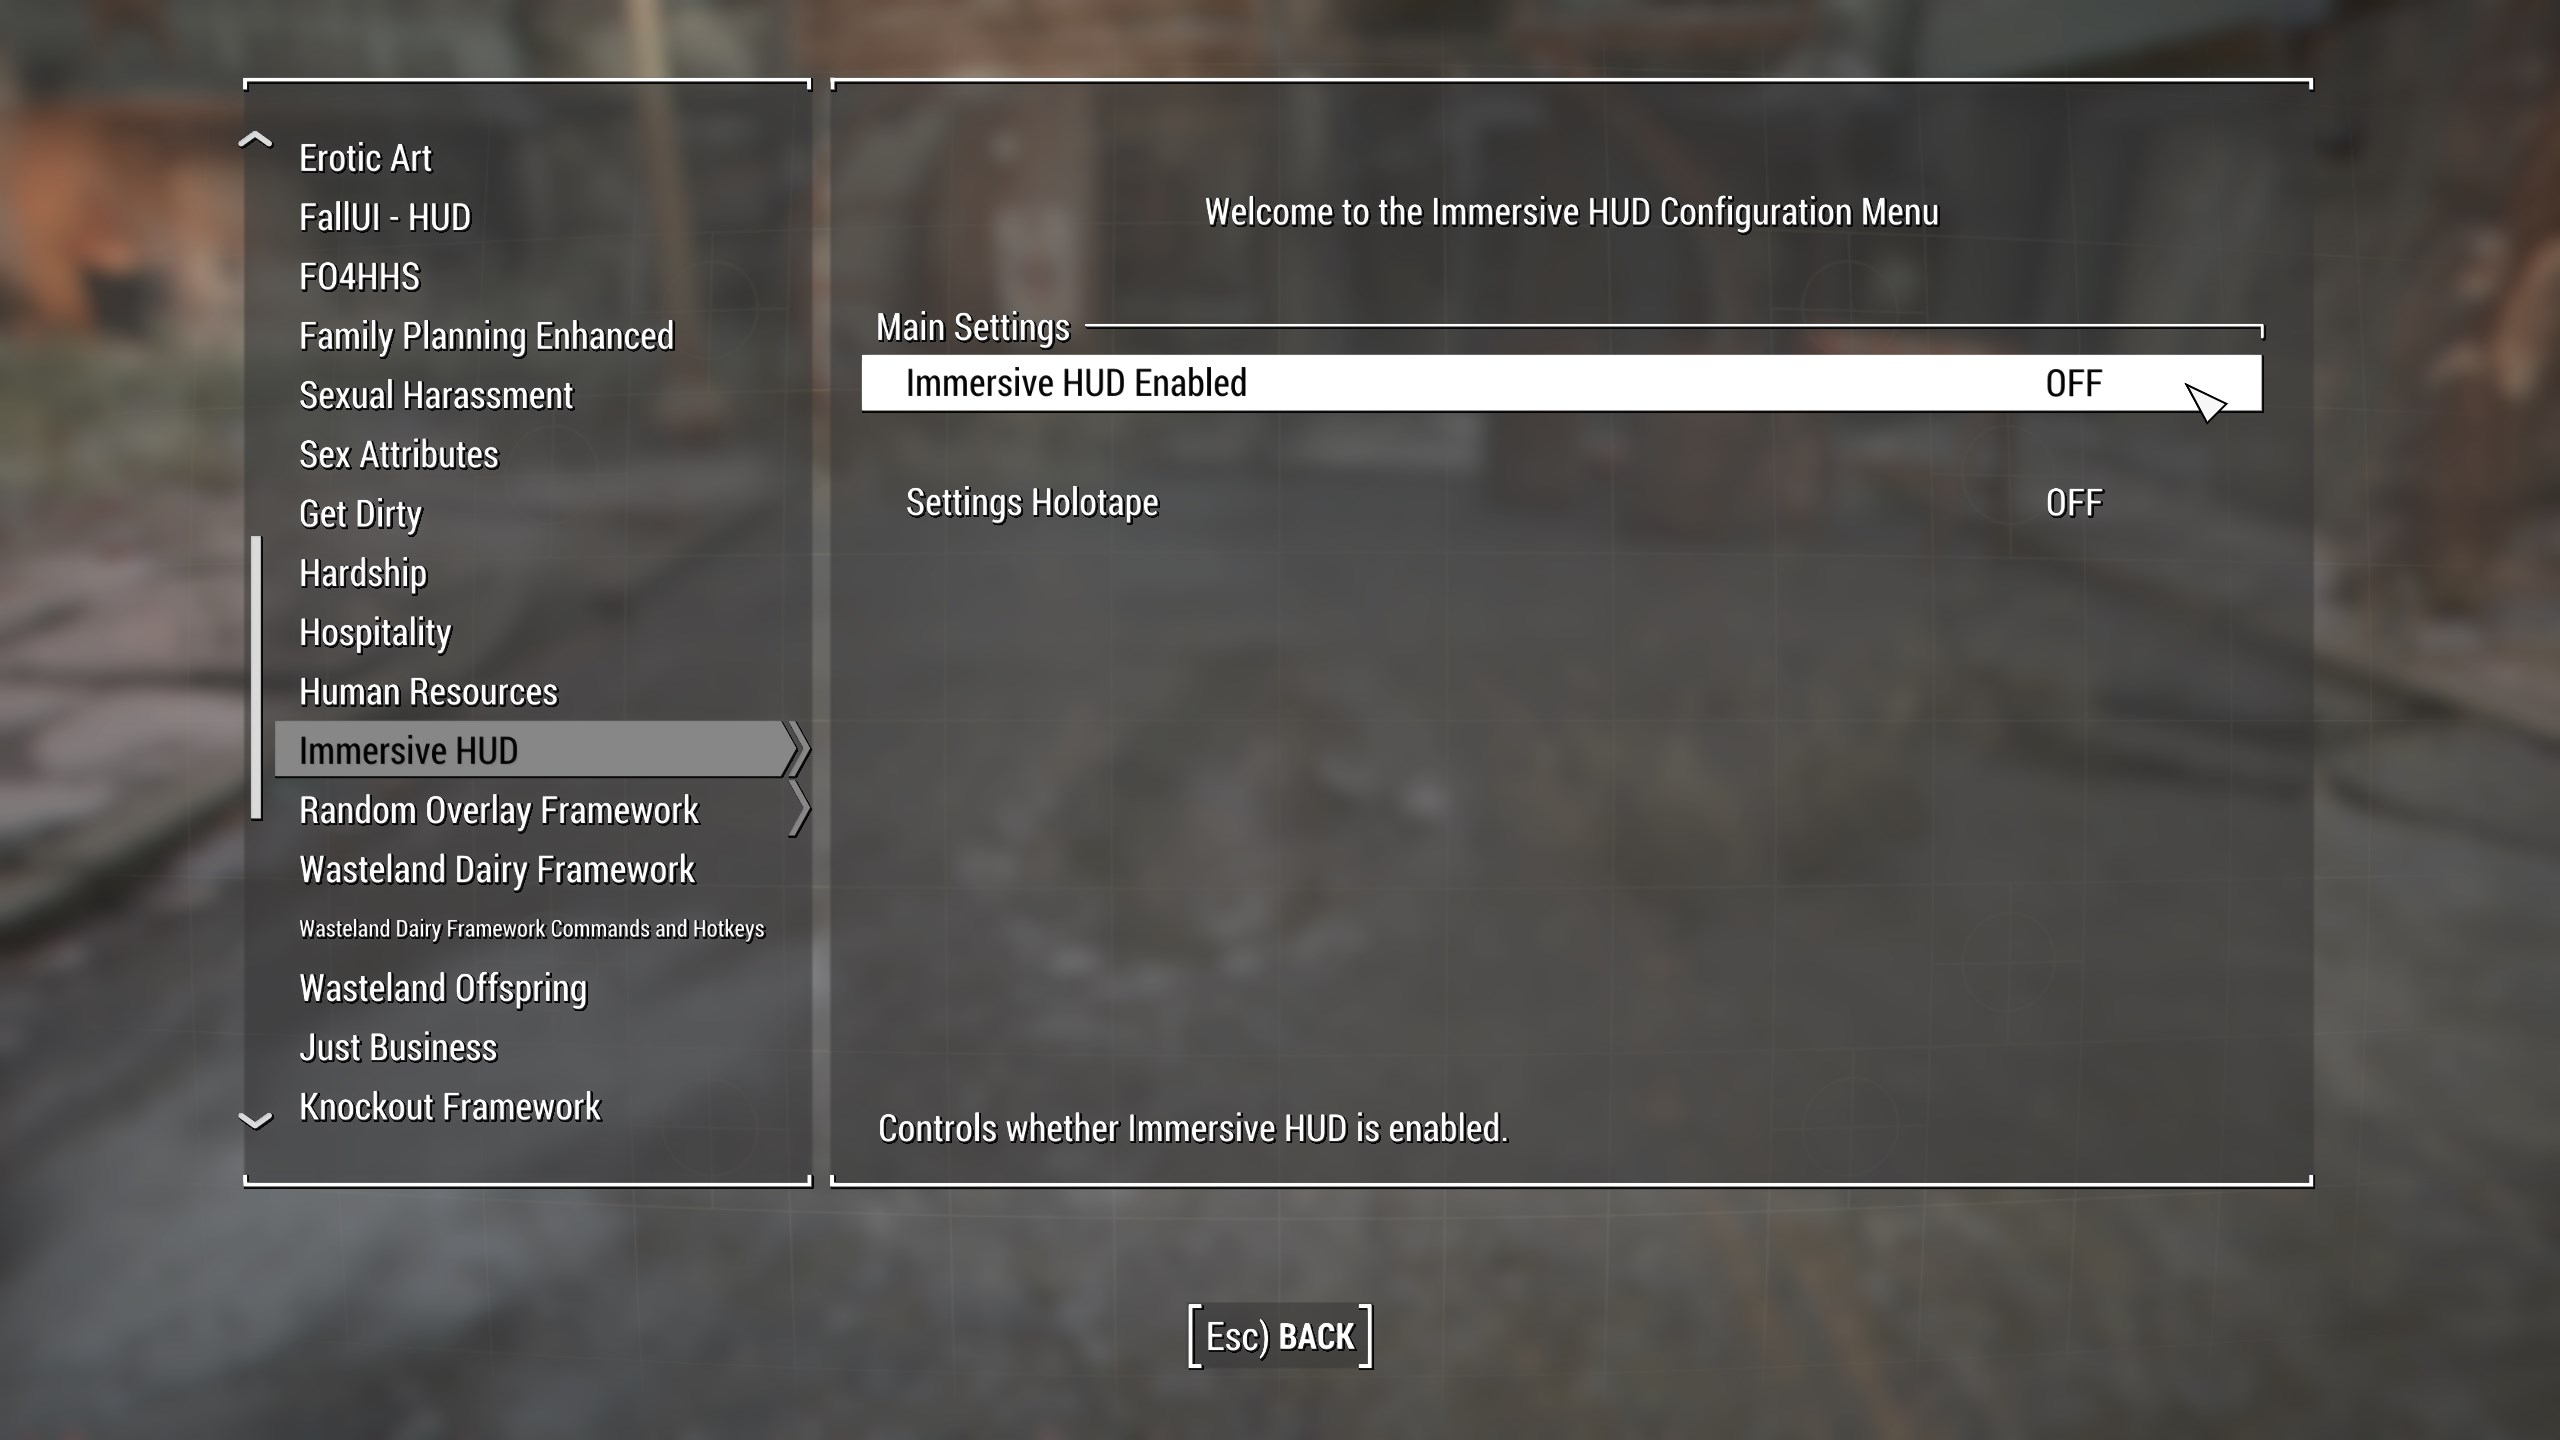 Erotic Art
FallUI - HUD
FO4HHS
Family Planning Enhanced
Sexual Harassment
Sex Attributes
Get Dirty
Hardship
Hospitality
Human Resources
Immersive HUD
Random Overlay Framework
Wasteland Dairy Framework
Wasteland Dairy Framework Commands and Hotkeys
Wasteland Offspring
Just Business
Knockout Framework
Welcome to the Immersive HUD Configuration Menu
Main Settings
Immersive HUD Enabled OFF
Settings Holotape OFF
Controls whether Immersive HUD is enabled.
Esc) BACK